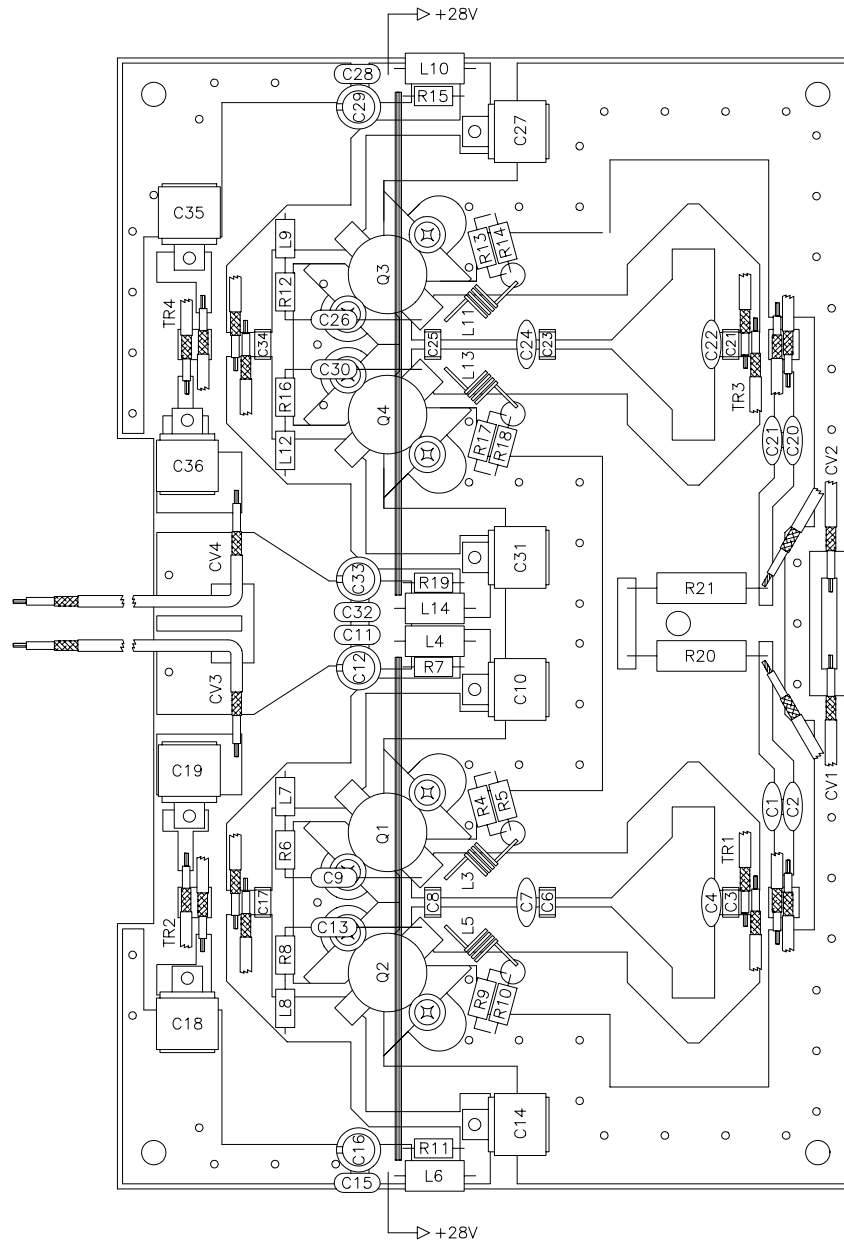 +28V
C28
L10
C29
R15
C27
C35
L9
R13
R14
Q3
R12
TR4
C26
L11
C34
C25
C24
C23
C22
C21
L13
C30
TR3
R16
Q4
C21
C20
L12
R17
R18
C36
CV2
CV4
C31
C33
R19
R21
C32
L14
C11
L4
R20
C12
R7
CV3
C10
C19
CV1
L7
R4
R5
C1
C2
Q1
R6
TR1
C9
L3
C17
C8
C7
C6
C4
C3
TR2
C13
L5
R8
Q2
R9
R10
L8
C18
C14
C16
R11
C15
L6
+28V